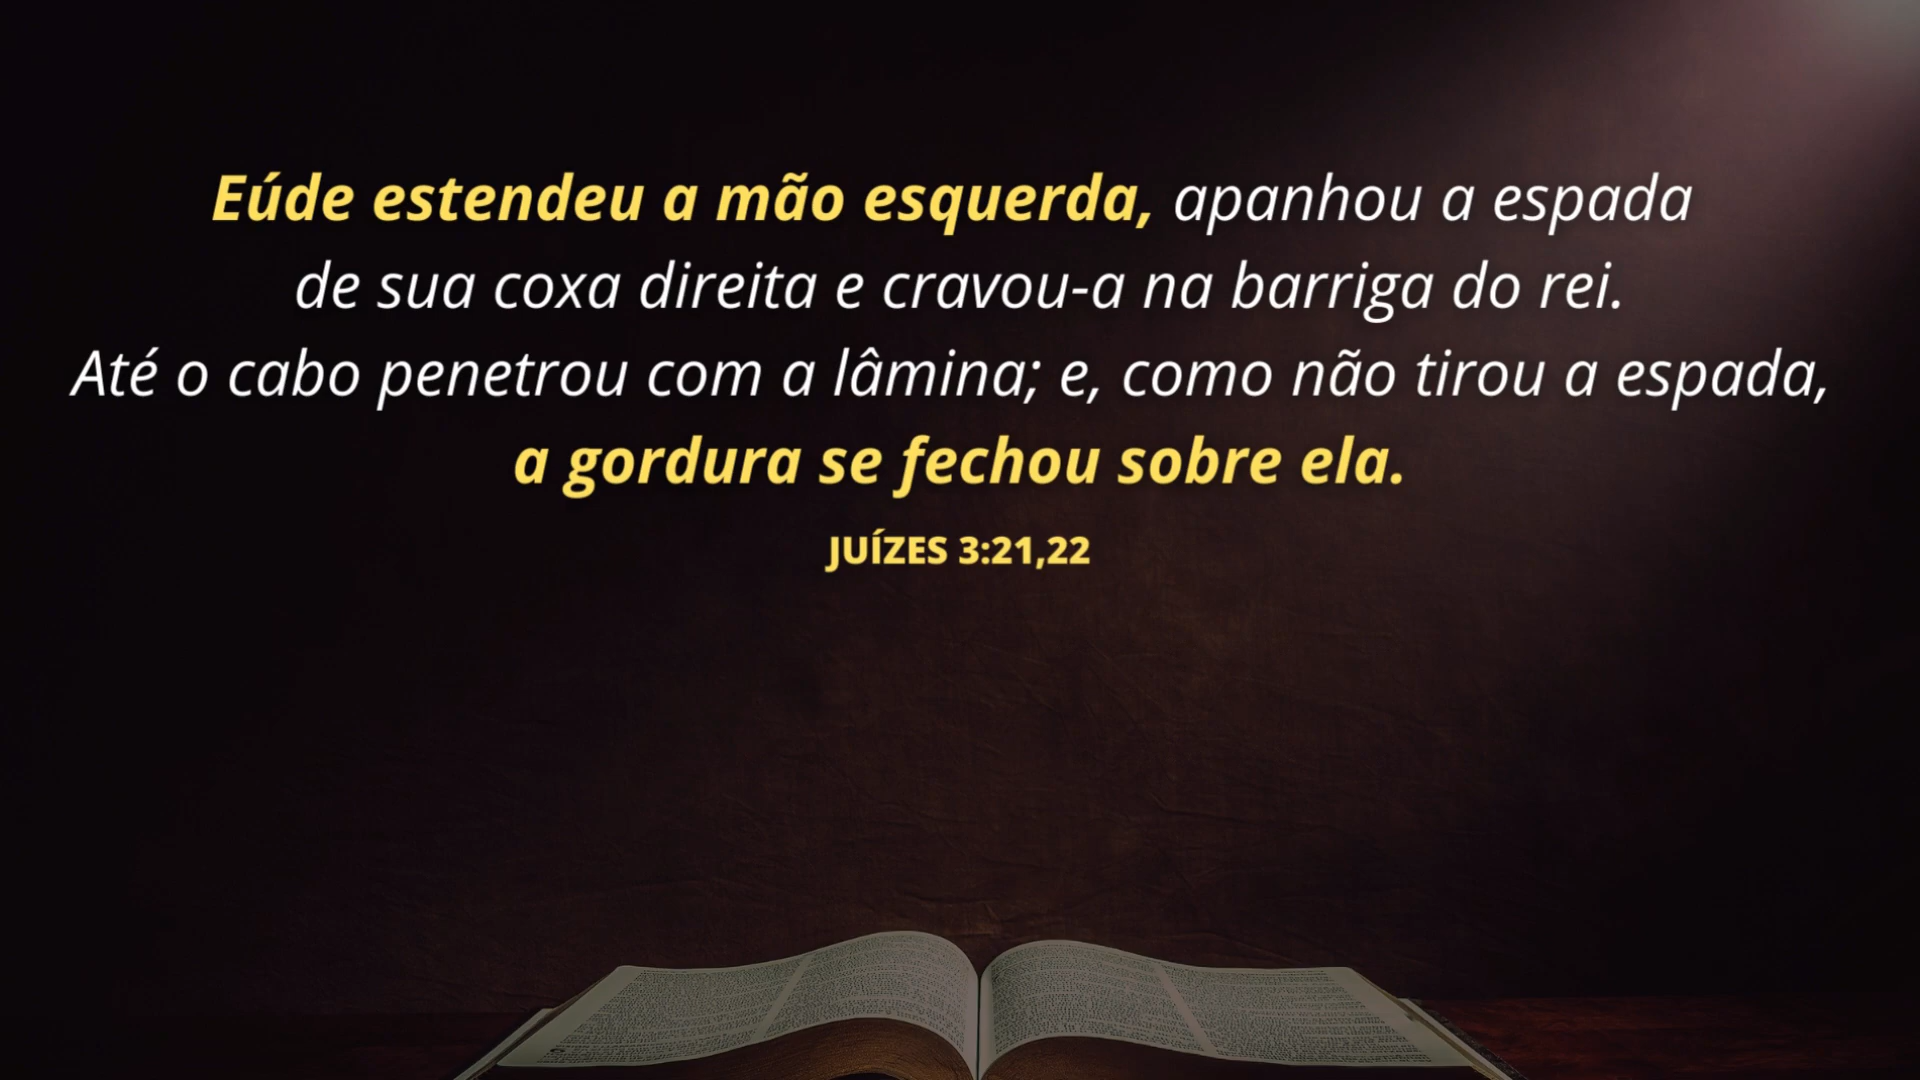 Eúde estendeu a mão esquerda, apanhou a espada
de sua coxa direita e cravou-a na barriga do rei.
Até o cabo penetrou com a lâmina; e, como não tirou a espada,
a gordura se fechou sobre ela.
JUÍZES 3:21,22